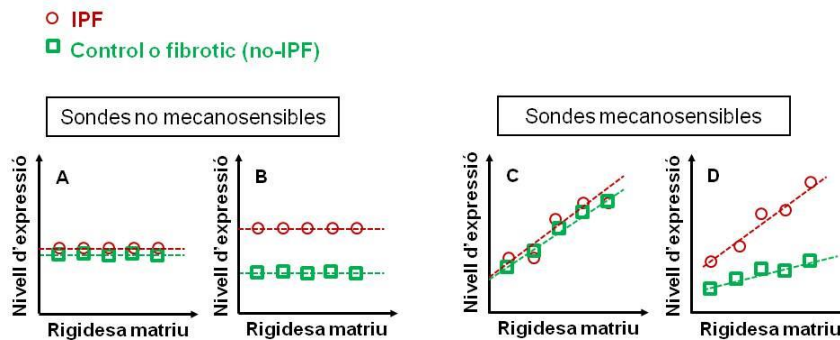 IPF
Control o fibrotic (no-IPF)
Sondes no mecanosensibles
Sondes mecanosensibles
A
Nivell d'expressió
Rigidesa matriu
B
Nivell d'expressió
Rigidesa matriu
C
Nivell d'expressió
Rigidesa matriu
D
Nivell d'expressió
Rigidesa matriu